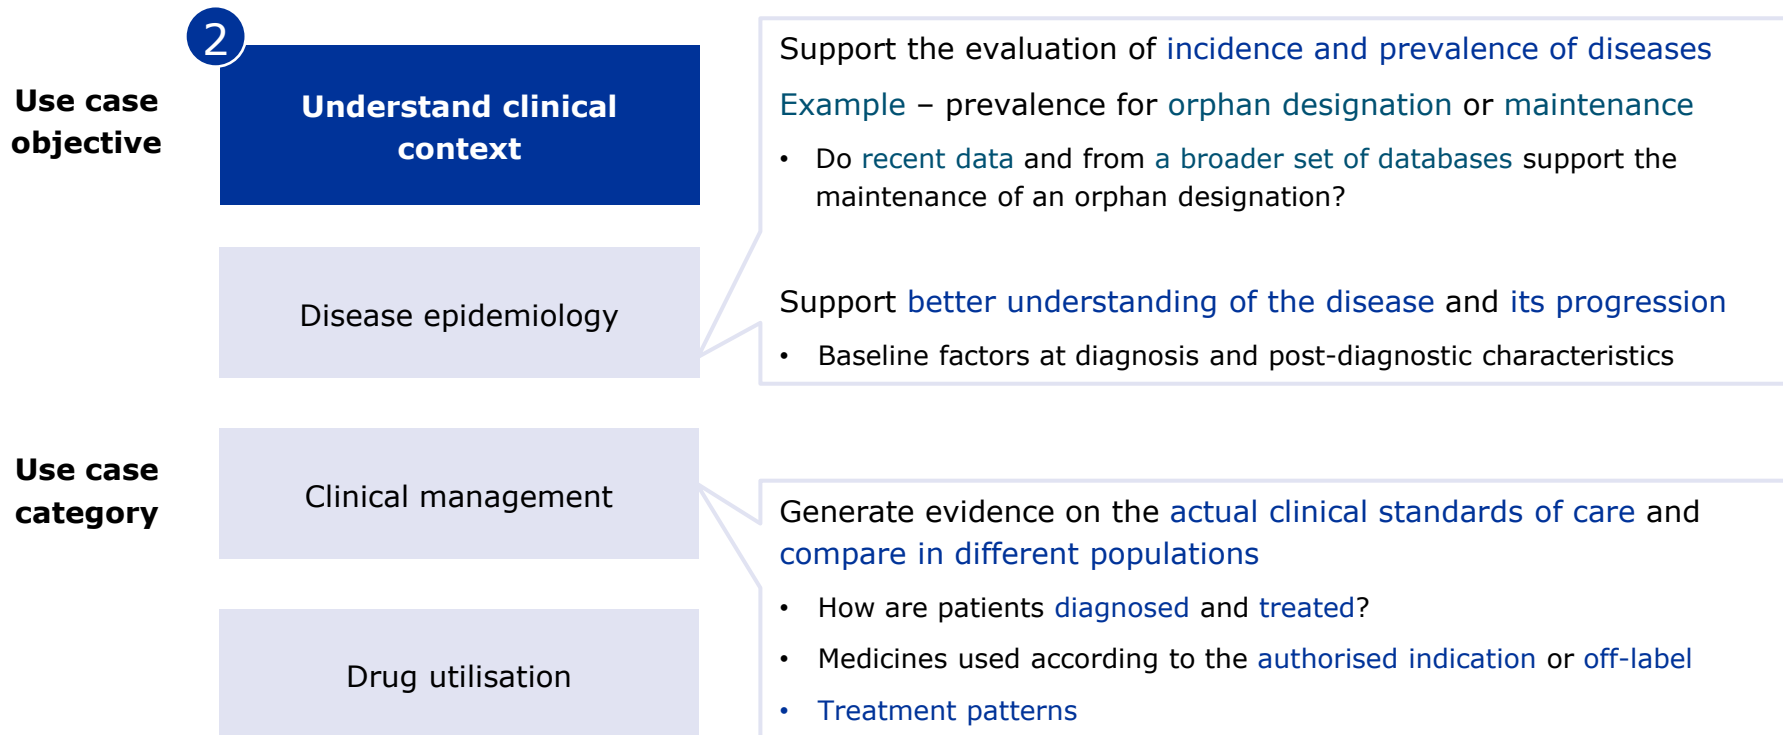 2
Use case
objective
Understand clinical
context
Support the evaluation of incidence and prevalence of diseases
Example – prevalence for orphan designation or maintenance
• Do recent data and from a broader set of databases support the
maintenance of an orphan designation?
Disease epidemiology
Support better understanding of the disease and its progression
• Baseline factors at diagnosis and post-diagnostic characteristics
Use case
category
Clinical management
Generate evidence on the actual clinical standards of care and
compare in different populations
• How are patients diagnosed and treated?
• Medicines used according to the authorised indication or off-label
• Treatment patterns
Drug utilisation